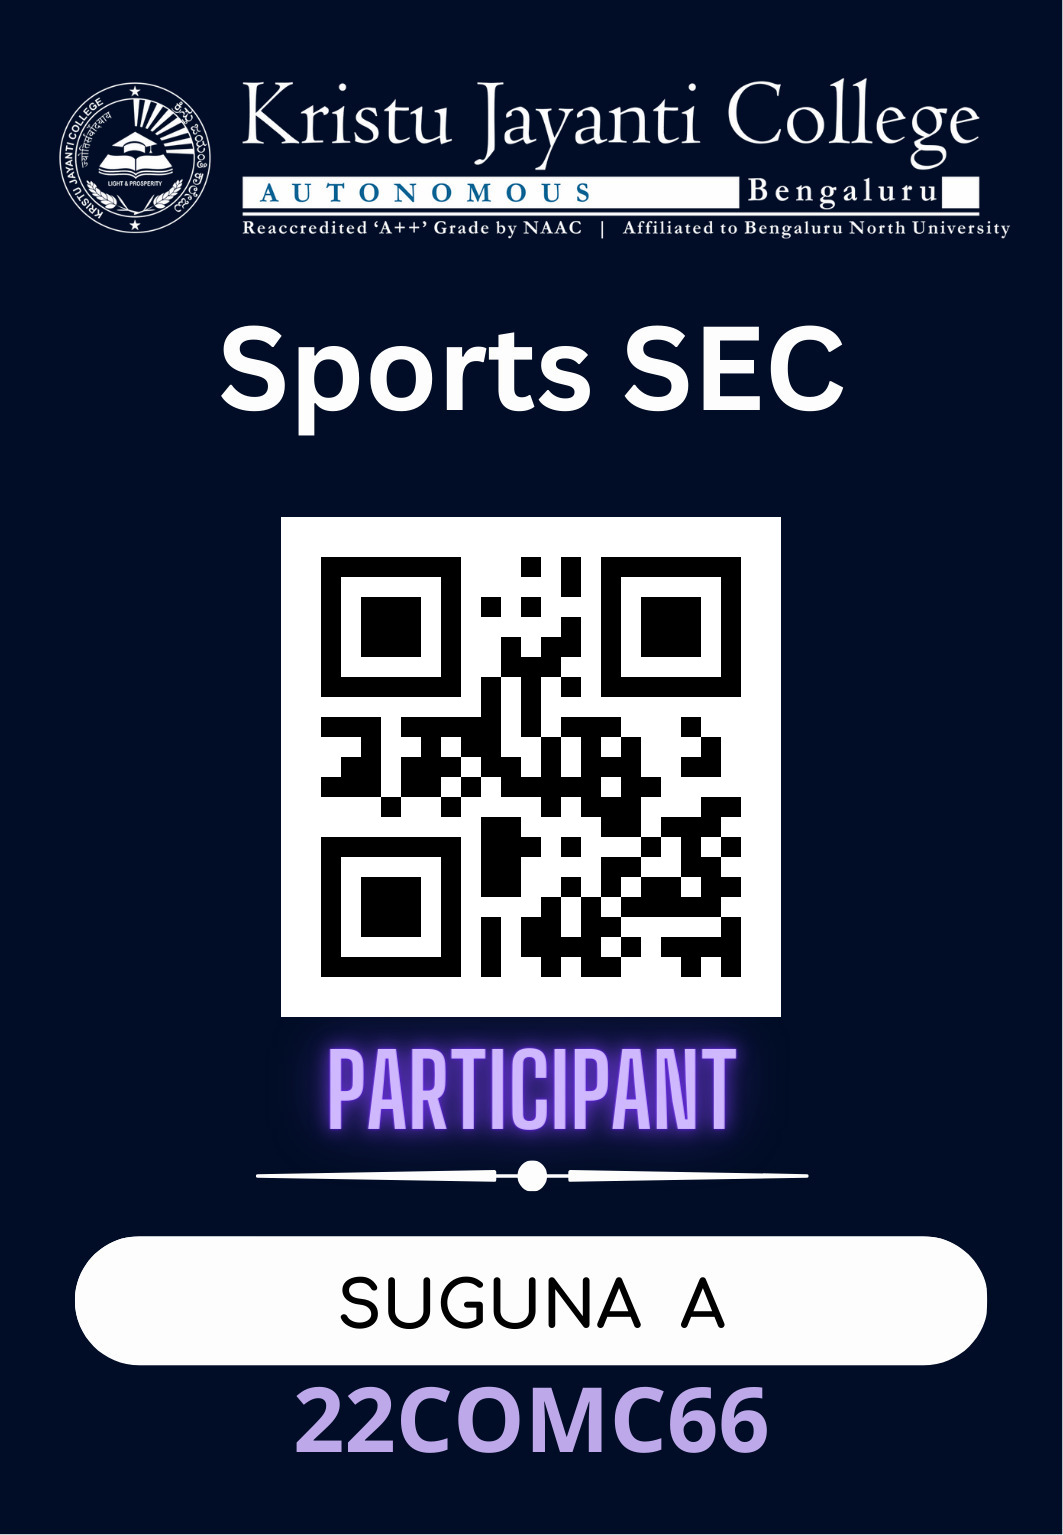 KRISTU JAYANTI COLLEGE
LIGHT & PROSPERITY
Kristu Jayanti College
AUTONOMOUS Bengaluru
Reaccredited ‘A++’ Grade by NAAC | Affiliated to Bengaluru North University
Sports SEC
PARTICIPANT
SUGUNA A
22COMC66